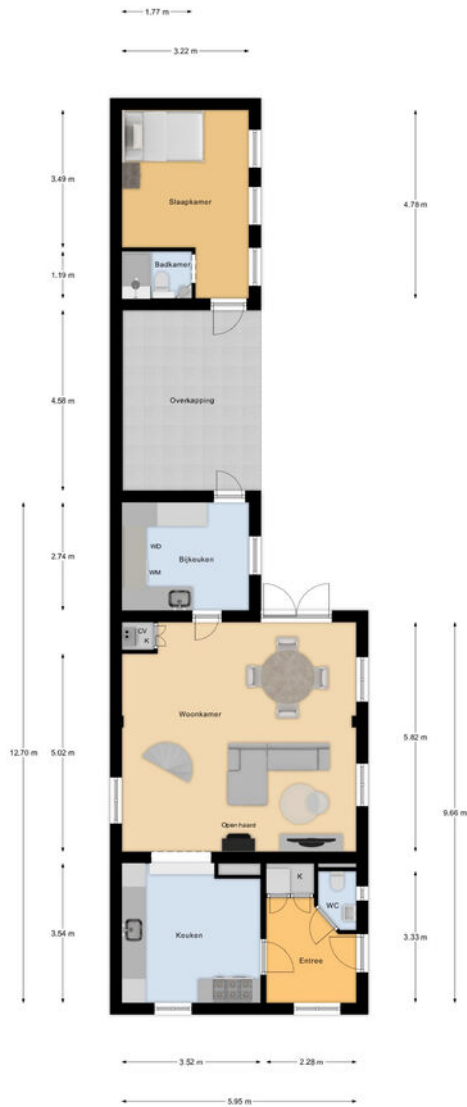 1.77 m
3.22 m
3.49 m
Slaapkamer
4.78 m
Badkamer
1.19 m
4.58 m
Overkapping
2.74 m
WD
Bijkeuken
WM
CV
K
Woonkamer
5.82 m
12.70 m
5.02 m
9.66 m
Open haard
K
WC
3.54 m
Keuken
3.33 m
Entree
3.52 m
2.28 m
5.95 m